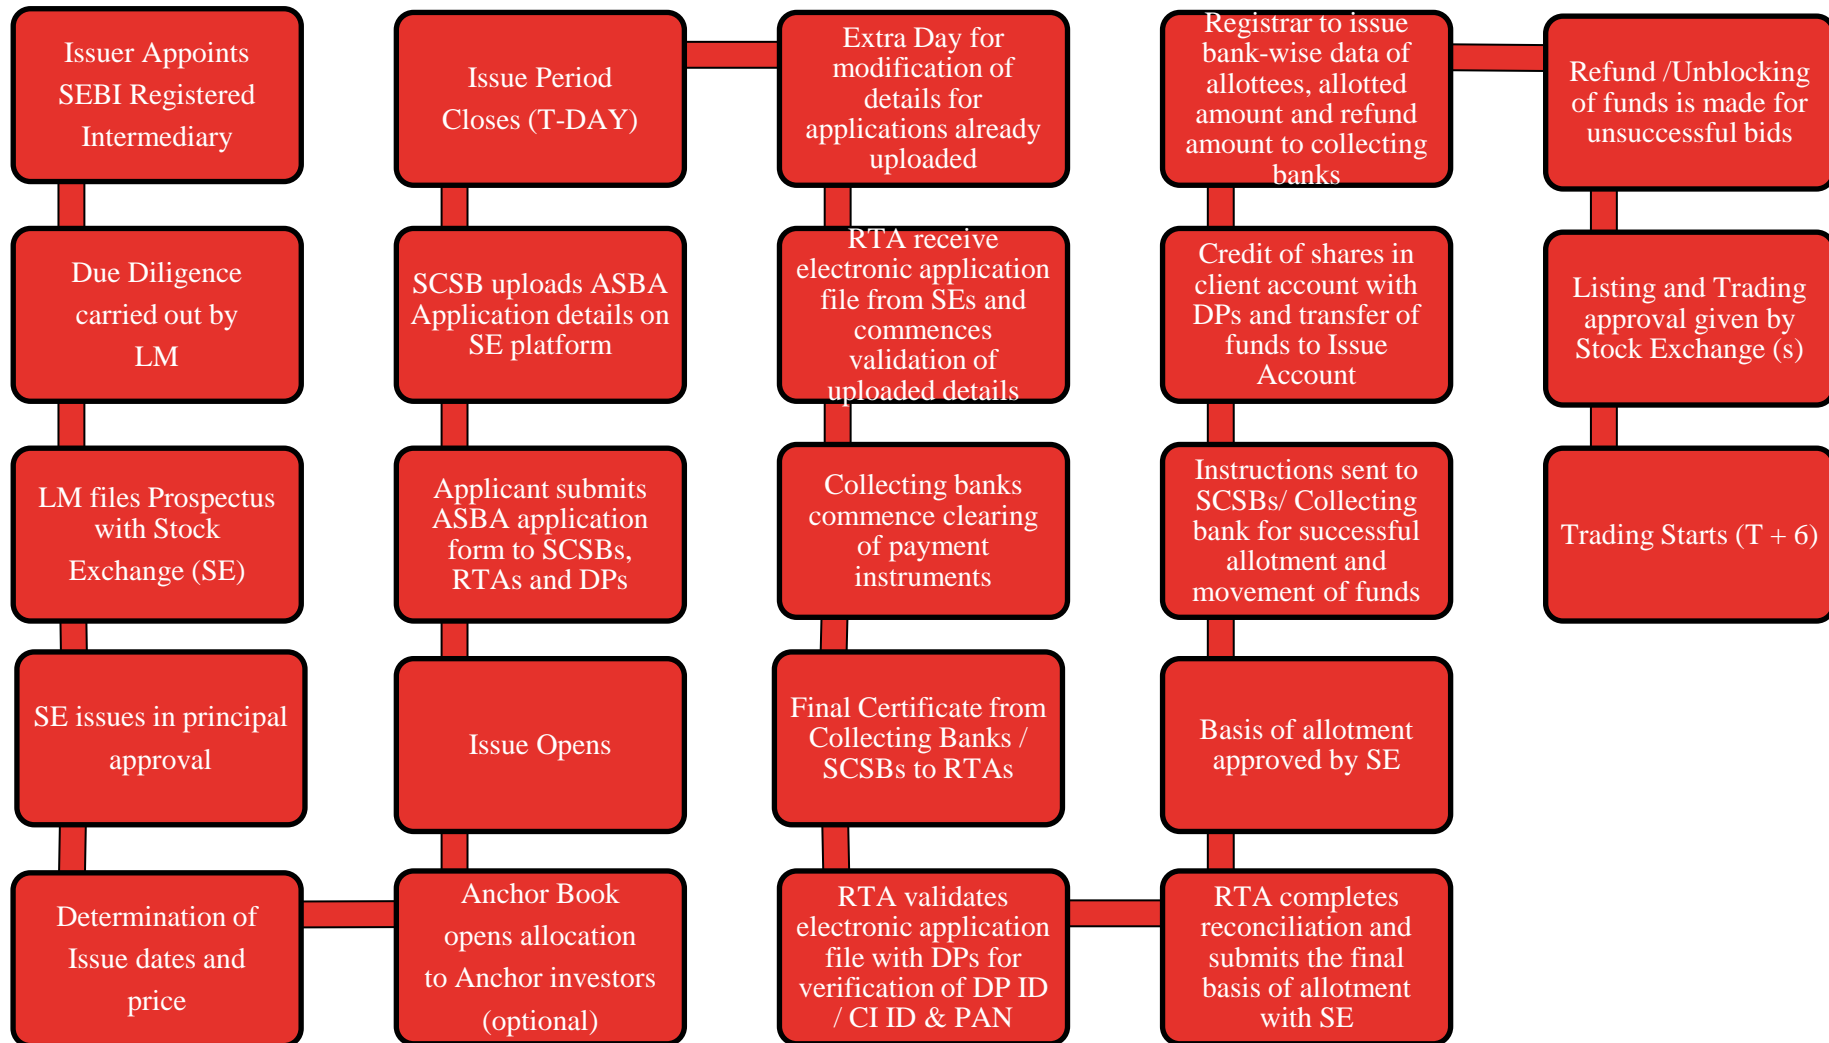 Issuer Appoints
SEBI Registered
Intermediary
Due Diligence
carried out by
LM
LM files Prospectus
with Stock
Exchange (SE)
SE issues in principal
approval
Determination of
Issue dates and
price
Anchor Book
opens allocation
to Anchor investors
(optional)
Issue Opens
Applicant submits
ASBA application
form to SCSBs,
RTAs and DPs
SCSB uploads ASBA
Application details on
SE platform
Issue Period
Closes (T-DAY)
Extra Day for
modification of
details for
applications already
uploaded
RTA receive
electronic application
file from SEs and
commences
validation of
uploaded details
Collecting banks
commence clearing
of payment
instruments
Final Certificate from
Collecting Banks /
SCSBs to RTAs
RTA validates
electronic application
file with DPs for
verification of DP ID
/ CI ID & PAN
RTA completes
reconciliation and
submits the final
basis of allotment
with SE
Basis of allotment
approved by SE
Instructions sent to
SCSBs/ Collecting
bank for successful
allotment and
movement of funds
Credit of shares in
client account with
DPs and transfer of
funds to Issue
Account
Registrar to issue
bank-wise data of
allottees, allotted
amount and refund
amount to collecting
banks
Refund /Unblocking
of funds is made for
unsuccessful bids
Listing and Trading
approval given by
Stock Exchange (s)
Trading Starts (T + 6)